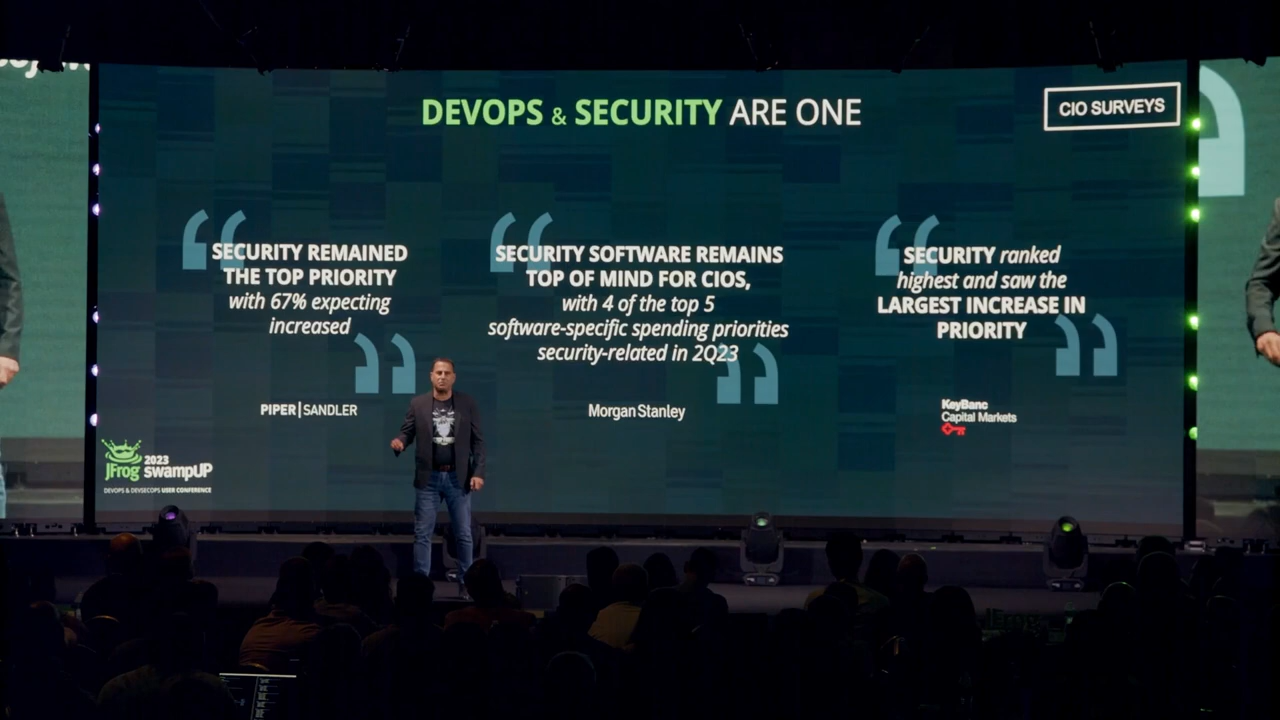 DEVOPS & SECURITY ARE ONE
CIO SURVEYS
SECURITY REMAINED
THE TOP PRIORITY
with 67% expecting
increased
PIPER|SANDLER
SECURITY SOFTWARE REMAINS
TOP OF MIND FOR CIOS,
with 4 of the top 5
software-specific spending priorities
security-related in 2Q23
Morgan Stanley
SECURITY ranked
highest and saw the
LARGEST INCREASE IN
PRIORITY
KeyBanc
Capital Markets
JFrog 2023
swampUP
DEVOPS & DEVSECOPS USER CONFERENCE